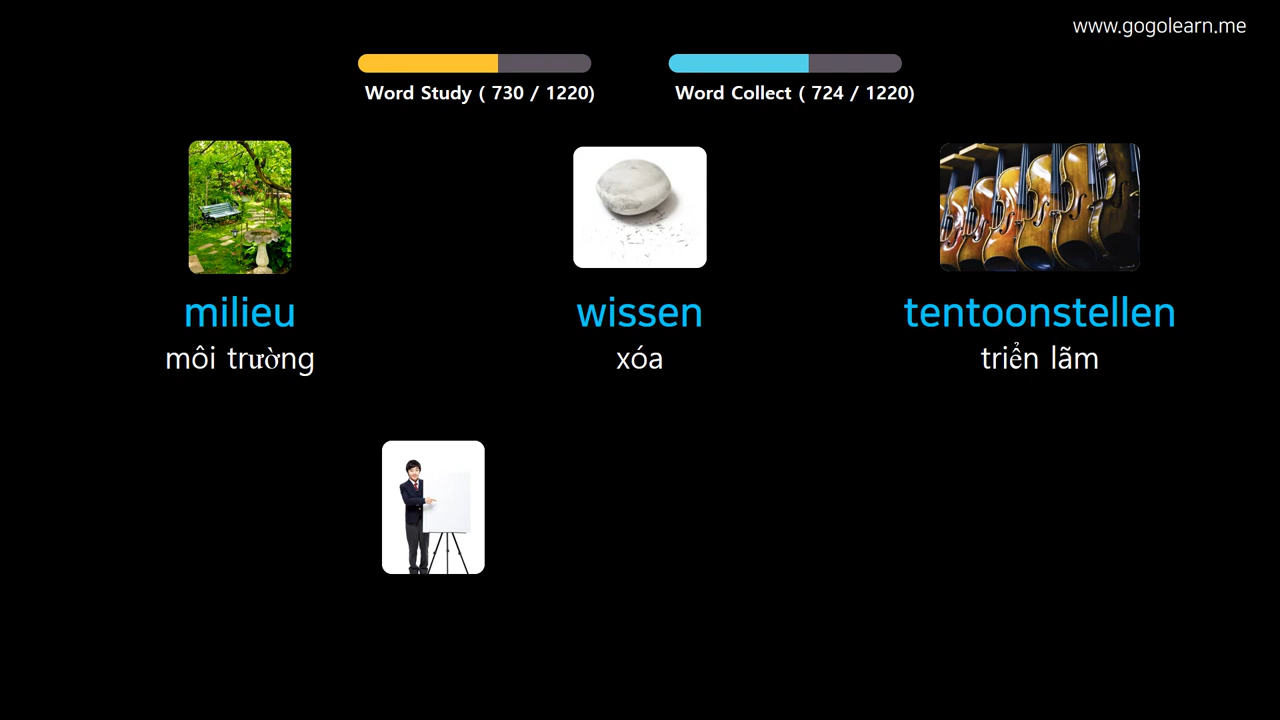 www.gogolearn.me
Word Study ( 730 / 1220)
Word Collect ( 724 / 1220)
milieu
wissen
tentoonstellen
môi trường
xóa
triển lãm